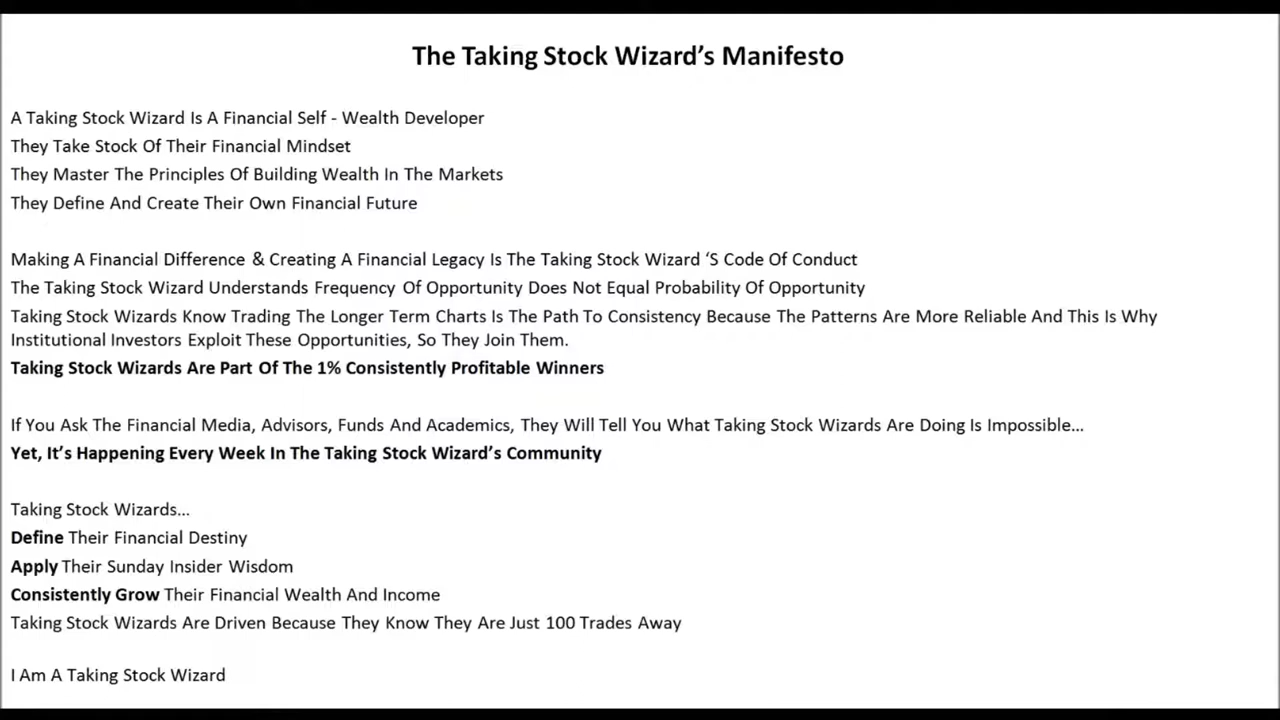 The Taking Stock Wizard's Manifesto
A Taking Stock Wizard Is A Financial Self - Wealth Developer
They Take Stock Of Their Financial Mindset
They Master The Principles Of Building Wealth In The Markets
They Define And Create Their Own Financial Future
Making A Financial Difference & Creating A Financial Legacy Is The Taking Stock Wizard ‘S Code Of Conduct
The Taking Stock Wizard Understands Frequency Of Opportunity Does Not Equal Probability Of Opportunity
Taking Stock Wizards Know Trading The Longer Term Charts Is The Path To Consistency Because The Patterns Are More Reliable And This Is Why
Institutional Investors Exploit These Opportunities, So They Join Them.
Taking Stock Wizards Are Part Of The 1% Consistently Profitable Winners
If You Ask The Financial Media, Advisors, Funds And Academics, They Will Tell You What Taking Stock Wizards Are Doing Is Impossible...
Yet, It's Happening Every Week In The Taking Stock Wizard's Community
Taking Stock Wizards...
Define Their Financial Destiny
Apply Their Sunday Insider Wisdom
Consistently Grow Their Financial Wealth And Income
Taking Stock Wizards Are Driven Because They Know They Are Just 100 Trades Away
I Am A Taking Stock Wizard